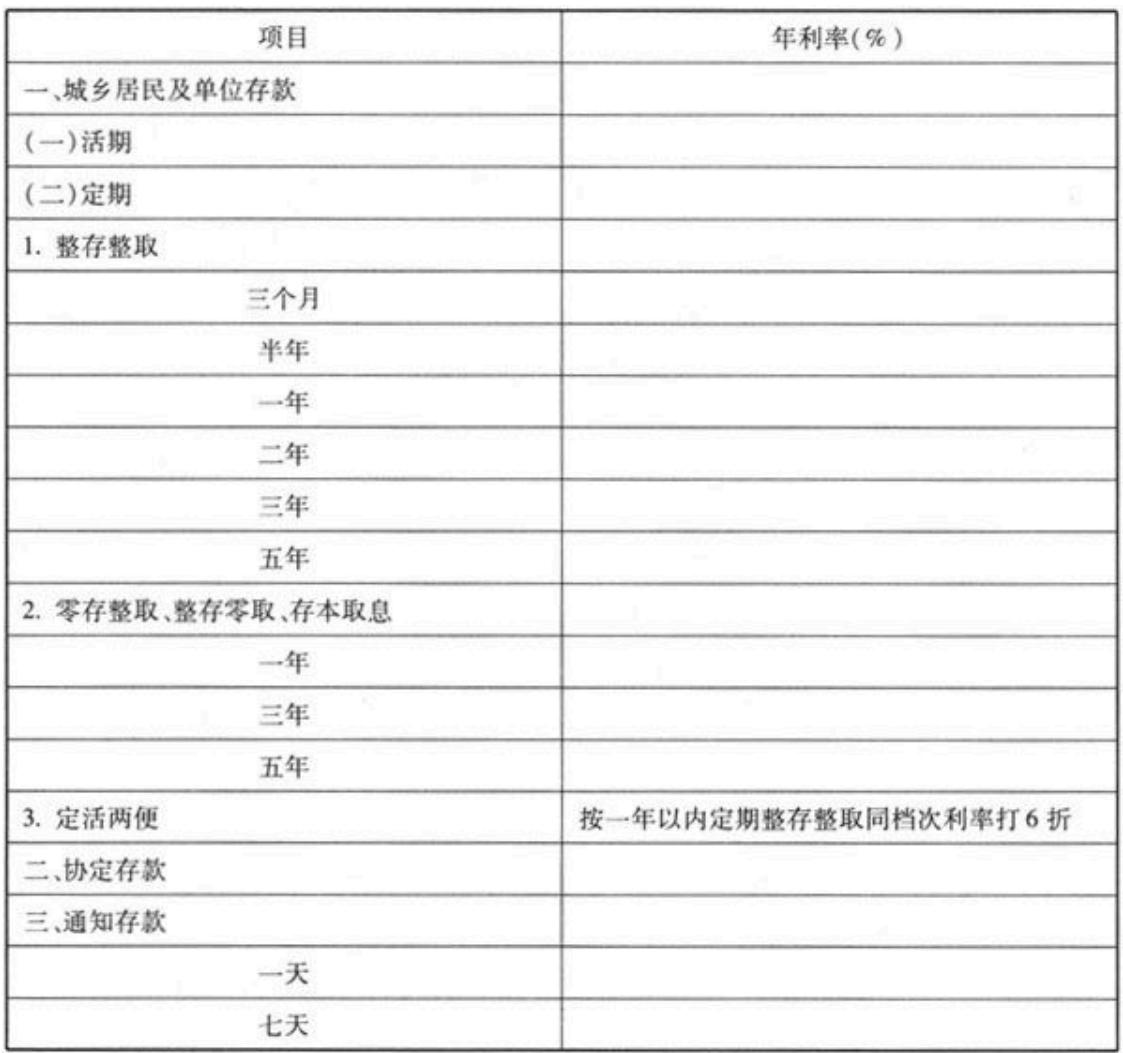 项目 年利率(%)
一、城乡居民及单位存款
(一)活期
(二)定期
1. 整存整取
三个月
半年
一年
二年
三年
五年
2. 零存整取、整存零取、存本取息
一年
三年
五年
3. 定活两便 按一年以内定期整存整取同档次利率打6折
二、协定存款
三、通知存款
一天
七天